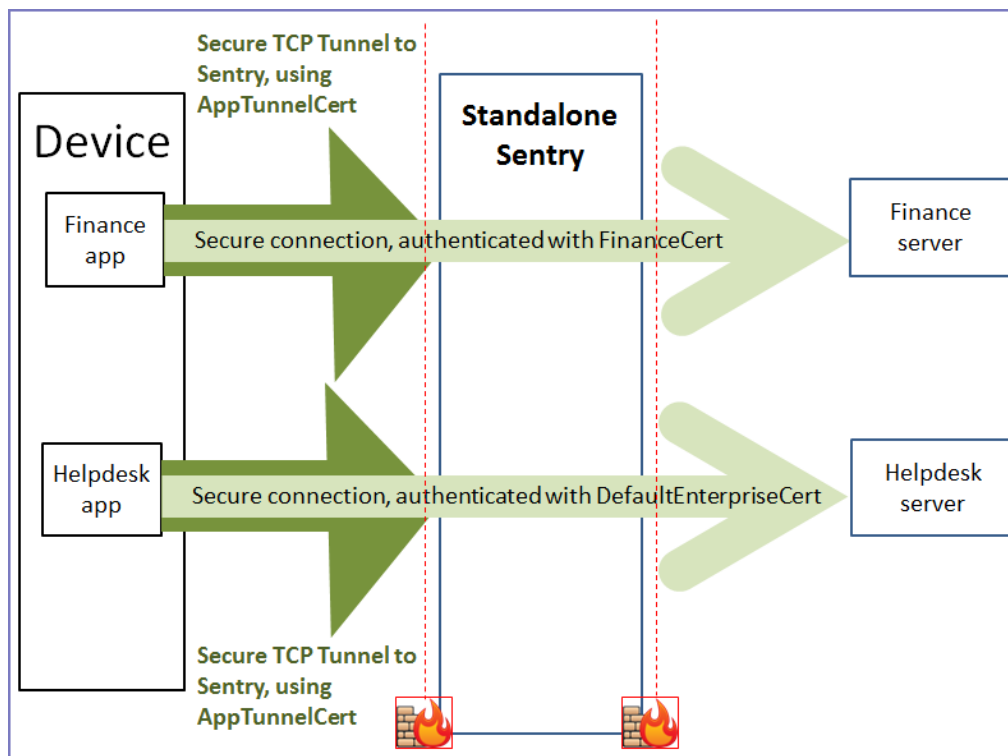 Secure TCP Tunnel to
Sentry, using
AppTunnelCert
Device
Standalone
Sentry
Finance
app
Secure connection, authenticated with FinanceCert
Finance
server
Helpdesk
app
Secure connection, authenticated with DefaultEnterpriseCert
Helpdesk
server
Secure TCP Tunnel to
Sentry, using
AppTunnelCert